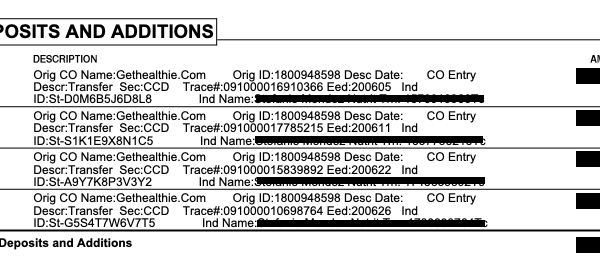 POSITS AND ADDITIONS
DESCRIPTION
Orig CO Name:Gethealthie.Com Orig ID:1800948598 Desc Date: CO Entry
Descr:Transfer Sec:CCD Trace#:091000016910366 Eed:200605 Ind
ID:St-D0M6B5J6D8L8 Ind Name:
Orig CO Name:Gethealthie.Com Orig ID:1800948598 Desc Date: CO Entry
Descr:Transfer Sec:CCD Trace#:091000017785215 Eed:200611 Ind
ID:St-S1K1E9X8N1C5 Ind Name:
Orig CO Name:Gethealthie.Com Orig ID:1800948598 Desc Date: CO Entry
Descr:Transfer Sec:CCD Trace#:091000015839892 Eed:200622 Ind
ID:St-A9Y7K8P3V3Y2 Ind Name:
Orig CO Name:Gethealthie.Com Orig ID:1800948598 Desc Date: CO Entry
Descr:Transfer Sec:CCD Trace#:091000010698764 Eed:200626 Ind
ID:St-G5S4T7W6V7T5 Ind Name:
Deposits and Additions